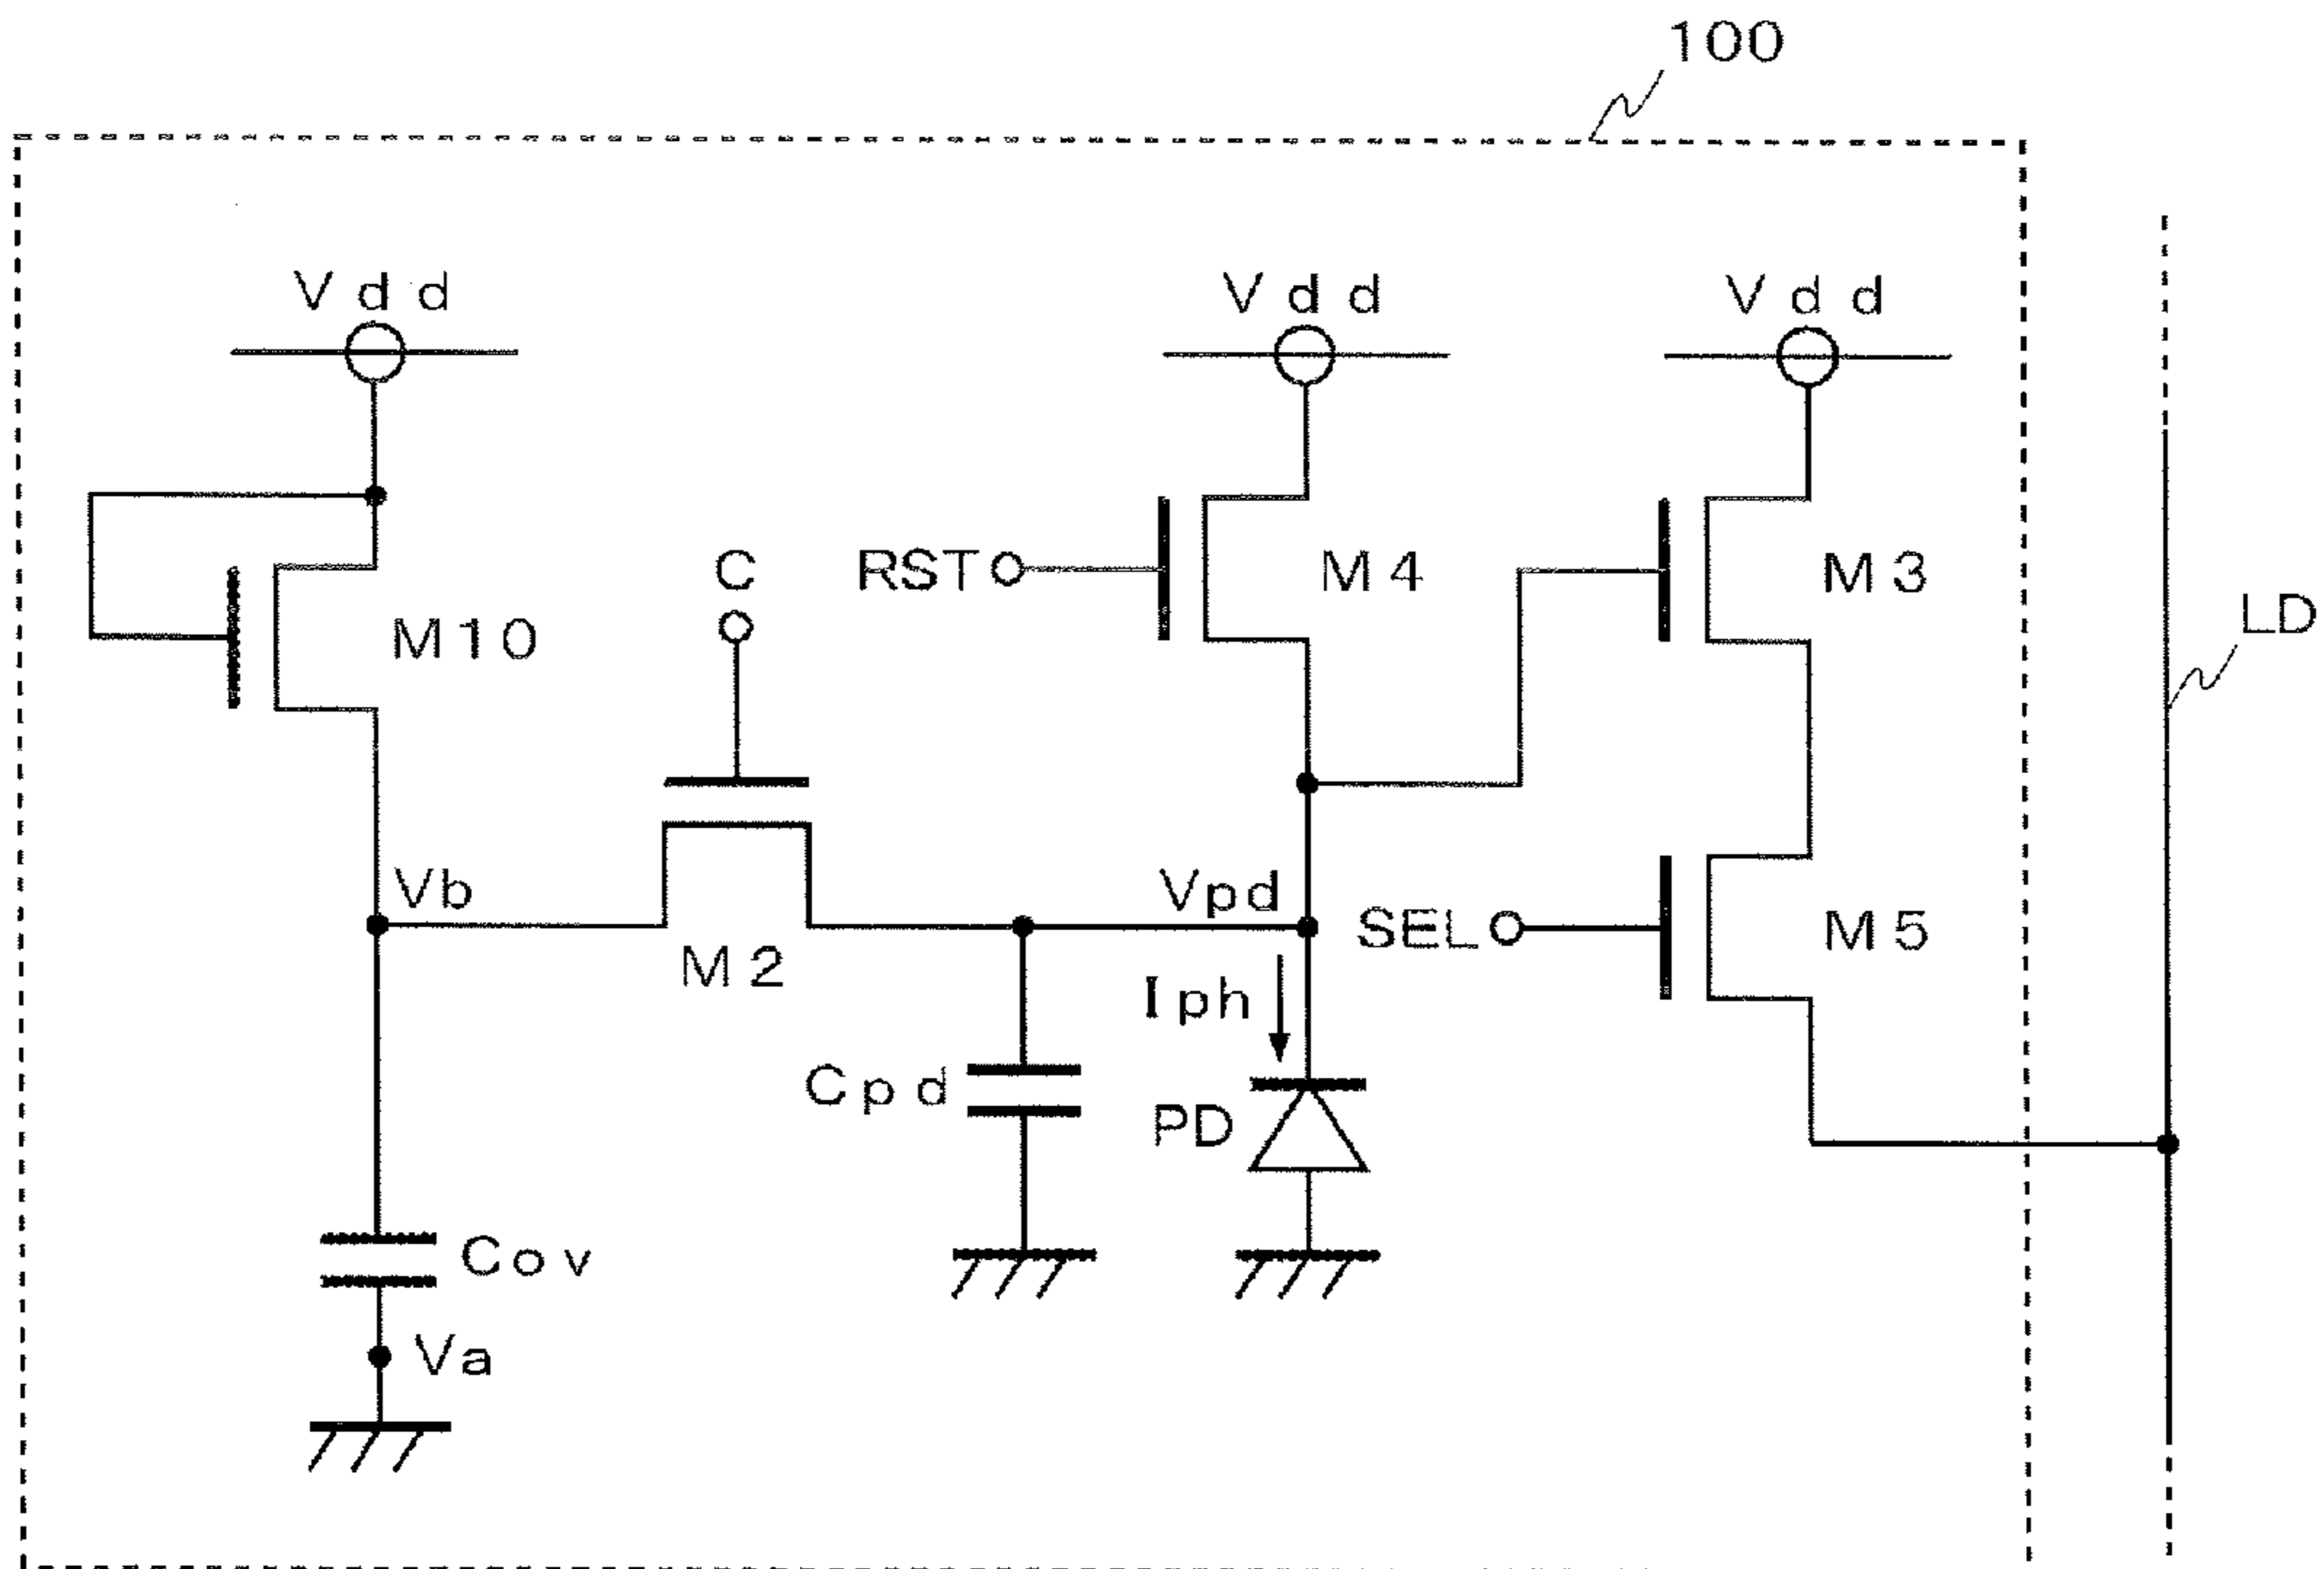 100
Vdd Vdd Vdd
C RST M4 M3
M10 LD
Vb Vpd SEL M5
M2
Iph
Cpd PD
Cov
Va